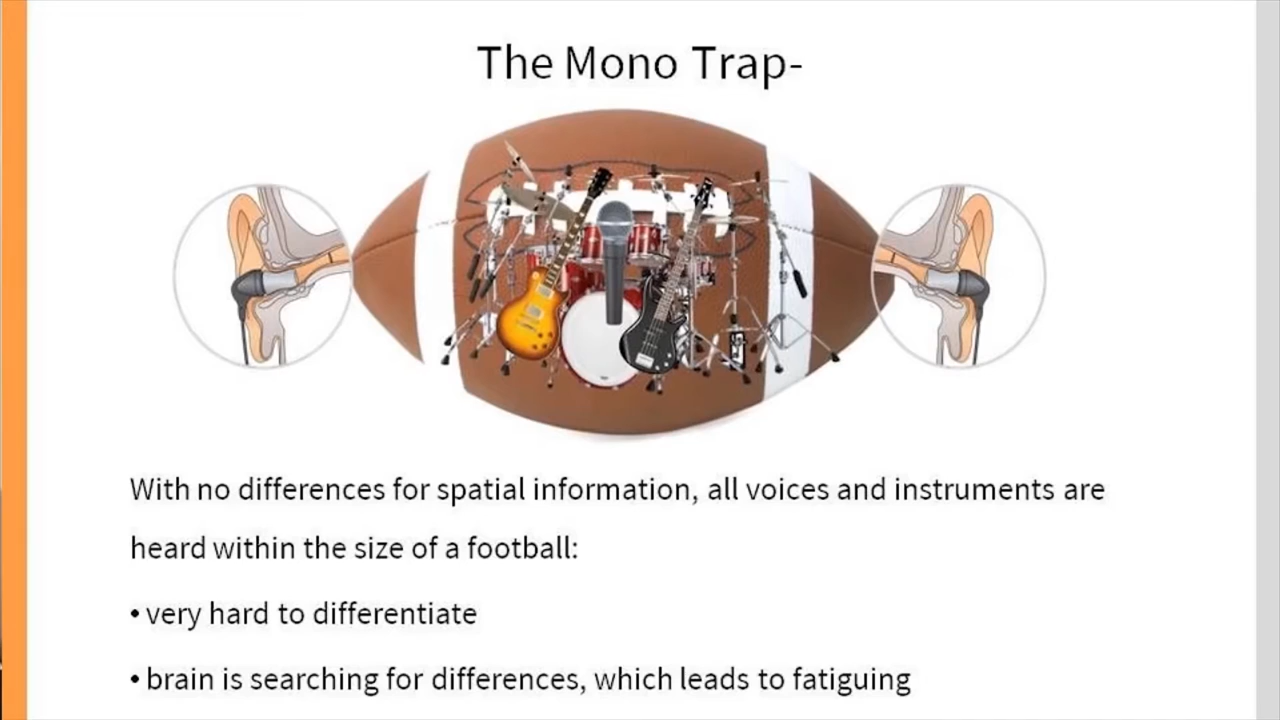 The Mono Trap-
With no differences for spatial information, all voices and instruments are
heard within the size of a football:
• very hard to differentiate
• brain is searching for differences, which leads to fatiguing